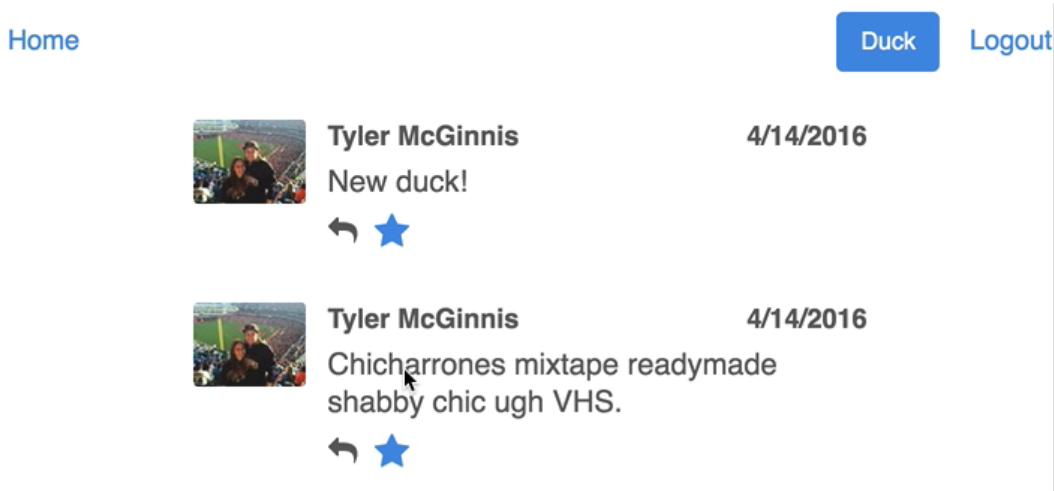 Home
Duck
Logout
Tyler McGinnis
4/14/2016
New duck!
Tyler McGinnis
4/14/2016
Chicharrones mixtape readymade
shabby chic ugh VHS.